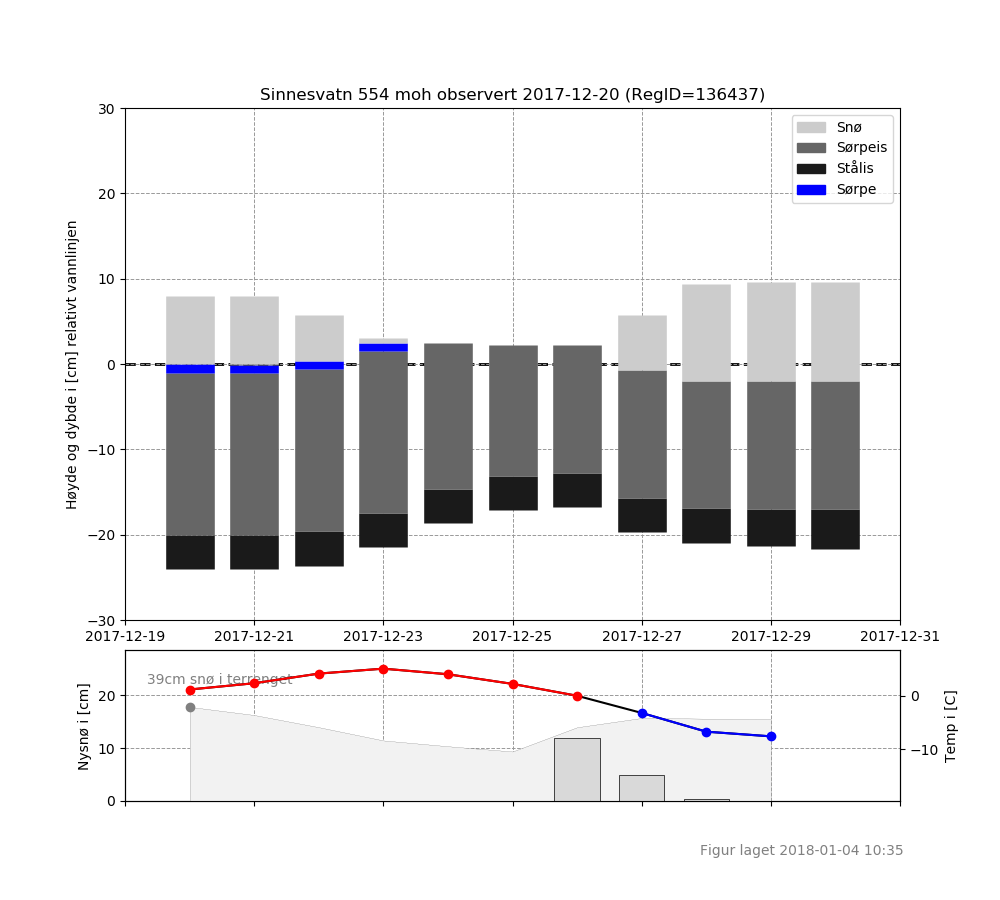 Sinnesvatn 554 moh observert 2017-12-20 (RegID=136437)
Høyde og dybde i [cm] relativt vannlinjen
30
20
10
0
−10
−20
−30
Snø
Sørpeis
Stålis
Sørpe
2017-12-19 2017-12-21 2017-12-23 2017-12-25 2017-12-27 2017-12-29 2017-12-31
39cm snø i terrenget
Nysnø i [cm]
20
10
0
0
−10
Temp i [C]
Figur laget 2018-01-04 10:35